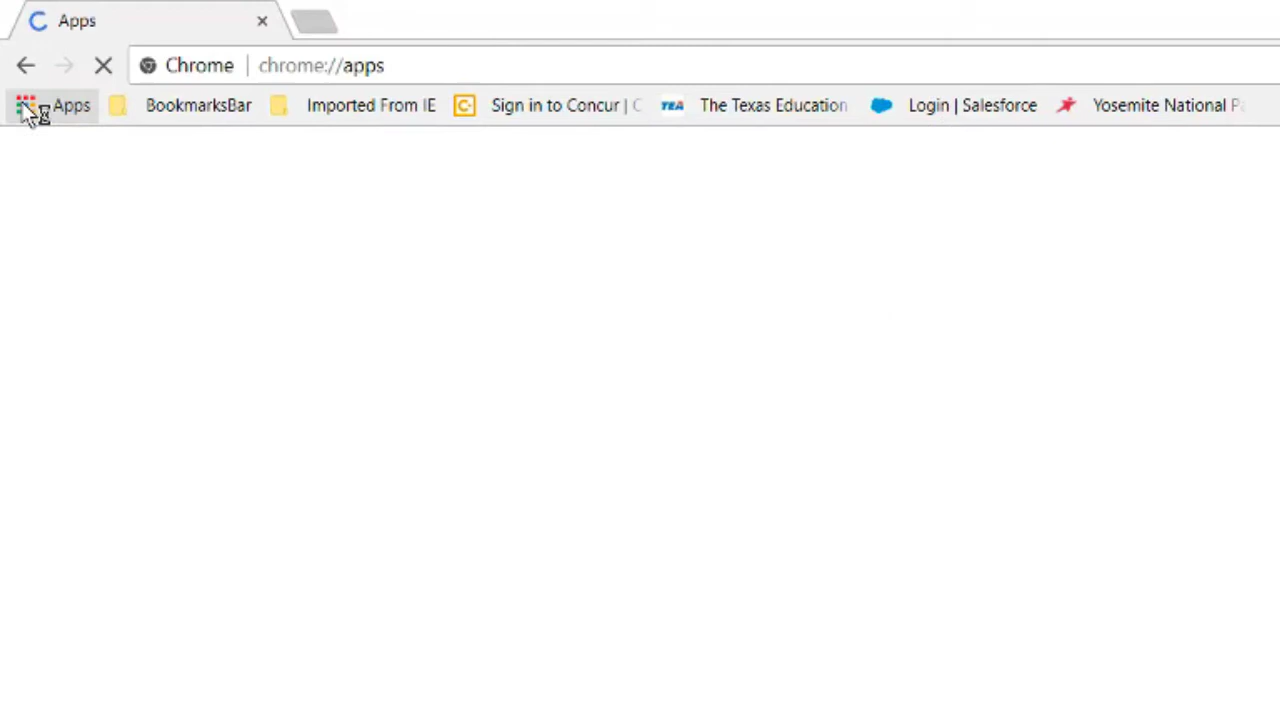 Apps
Chrome chrome://apps
Apps BookmarksBar Imported From IE Sign in to Concur | C TEA The Texas Education Login | Salesforce Yosemite National P